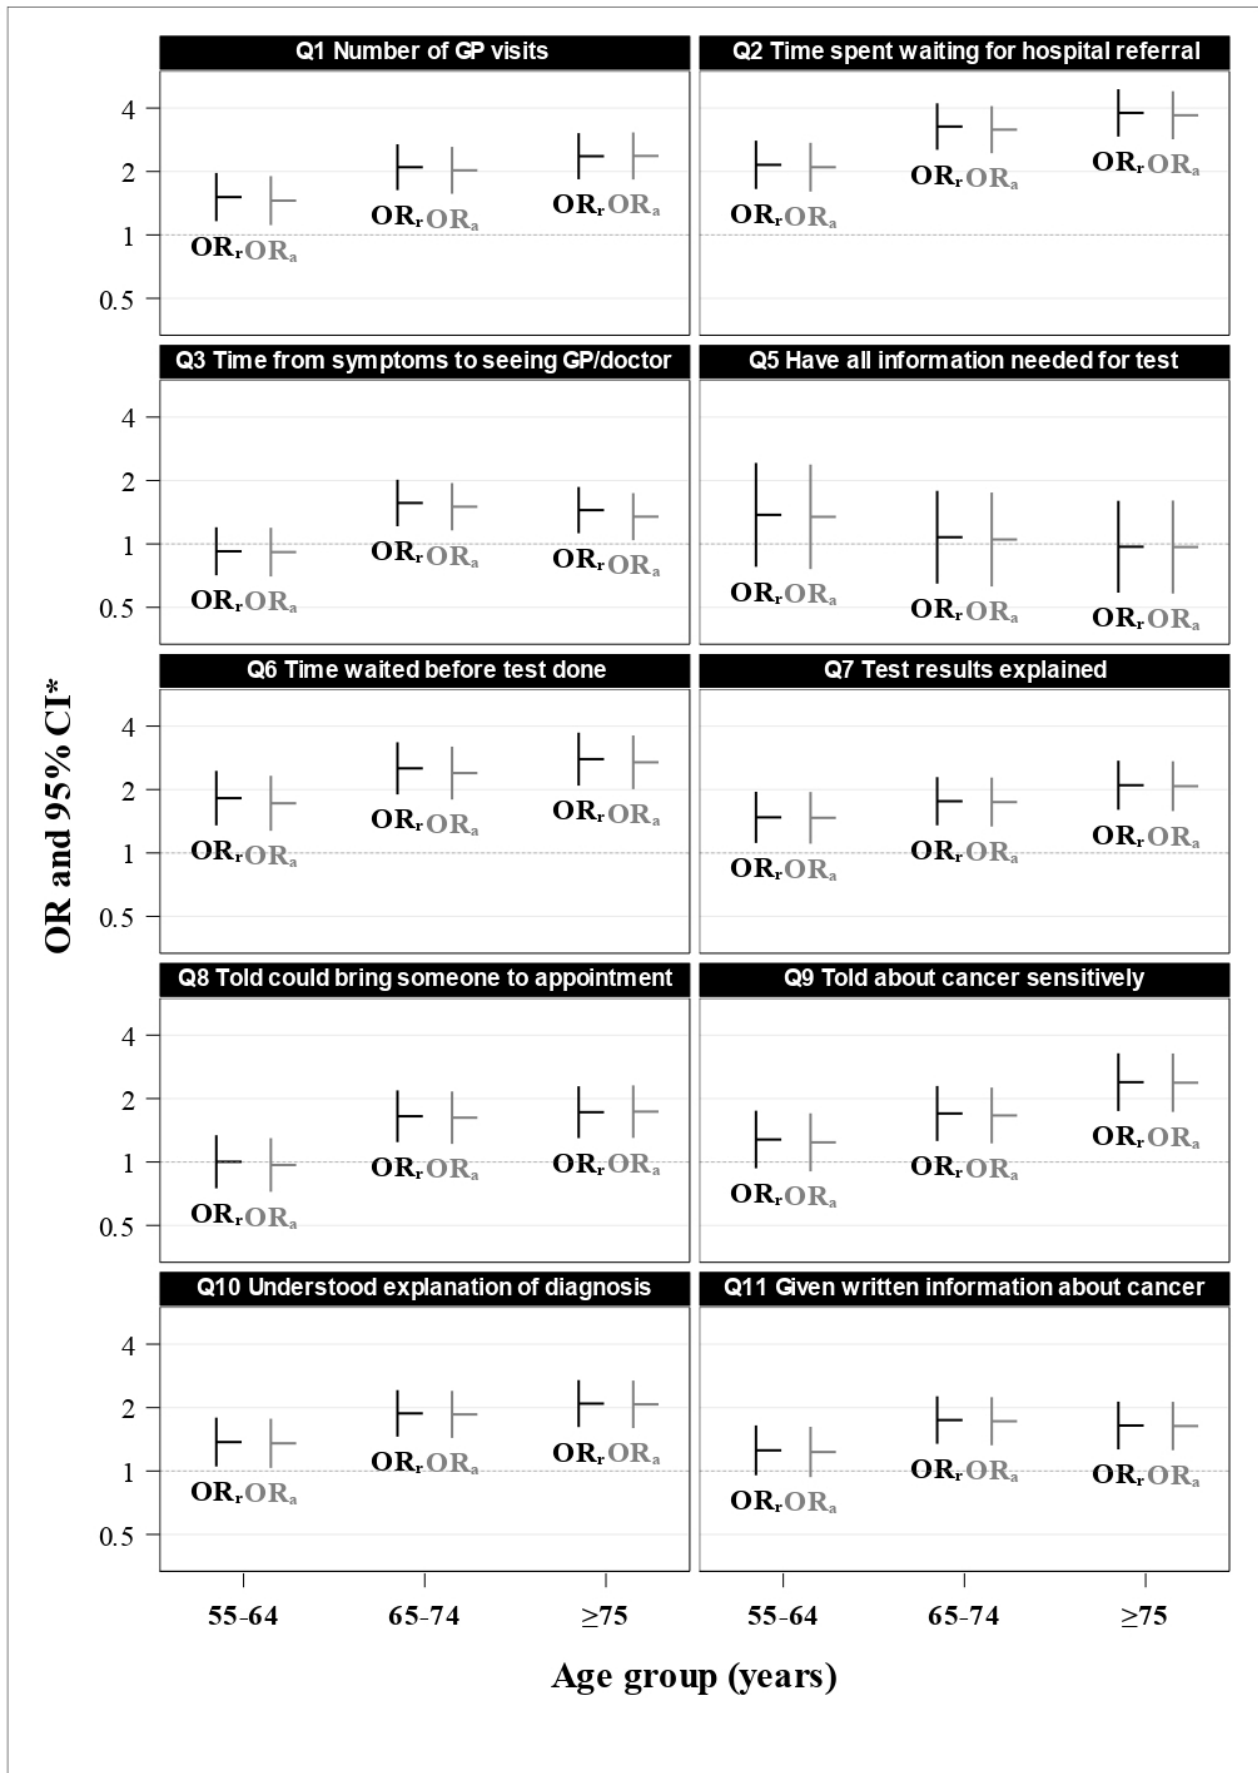 Q1 Number of GP visits
Q2 Time spent waiting for hospital referral
4
2
1
0.5
ORr ORa
ORr ORa
ORr ORa
ORr ORa
ORr ORa
ORr ORa
Q3 Time from symptoms to seeing GP/doctor
Q5 Have all information needed for test
4
2
1
0.5
ORr ORa
ORr ORa
ORr ORa
ORr ORa
ORr ORa
ORr ORa
Q6 Time waited before test done
Q7 Test results explained
4
2
1
0.5
ORr ORa
ORr ORa
ORr ORa
ORr ORa
ORr ORa
ORr ORa
Q8 Told could bring someone to appointment
Q9 Told about cancer sensitively
4
2
1
0.5
ORr ORa
ORr ORa
ORr ORa
ORr ORa
ORr ORa
ORr ORa
Q10 Understood explanation of diagnosis
Q11 Given written information about cancer
4
2
1
0.5
ORr ORa
ORr ORa
ORr ORa
ORr ORa
ORr ORa
ORr ORa
OR and 95% CI*
55-64
65-74
≥75
55-64
65-74
≥75
Age group (years)